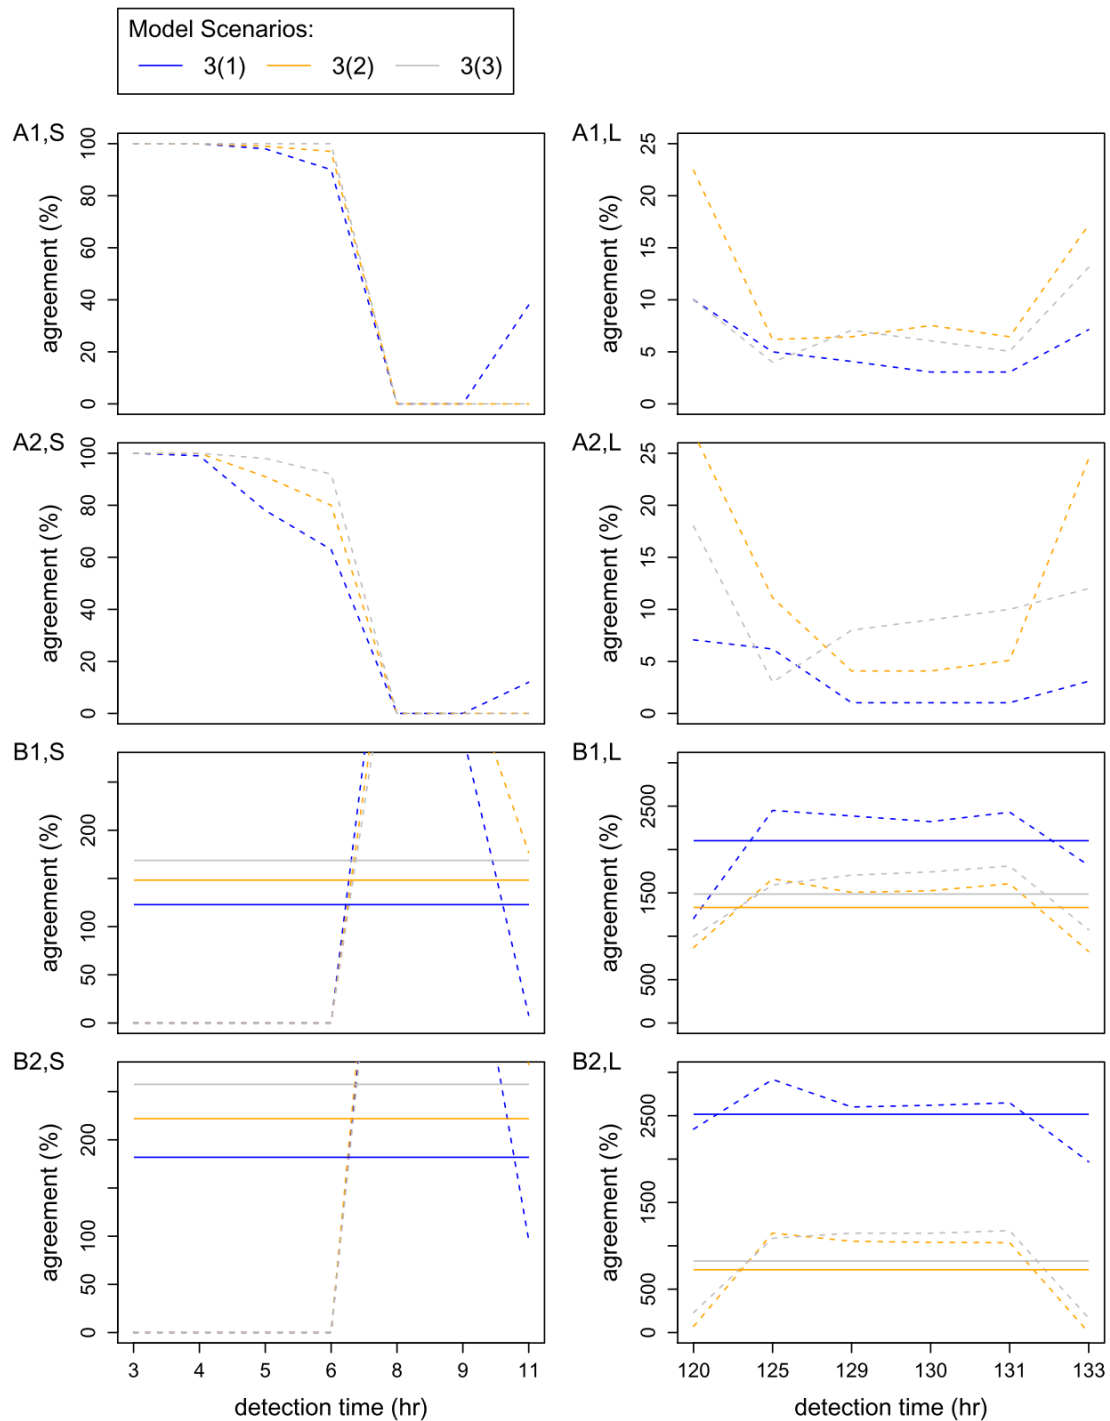 Model Scenarios:
3(1) 3(2) 3(3)
A1,S
agreement (%)
0 20 40 60 80 100
A1,L
agreement (%)
0 5 10 15 20 25
A2,S
agreement (%)
0 20 40 60 80 100
A2,L
agreement (%)
0 5 10 15 20 25
B1,S
agreement (%)
0 50 100 200
B1,L
agreement (%)
0 500 1500 2500
B2,S
agreement (%)
0 50 100 200
3 4 5 6 8 9 11
detection time (hr)
B2,L
agreement (%)
0 500 1500 2500
120 125 129 130 131 133
detection time (hr)